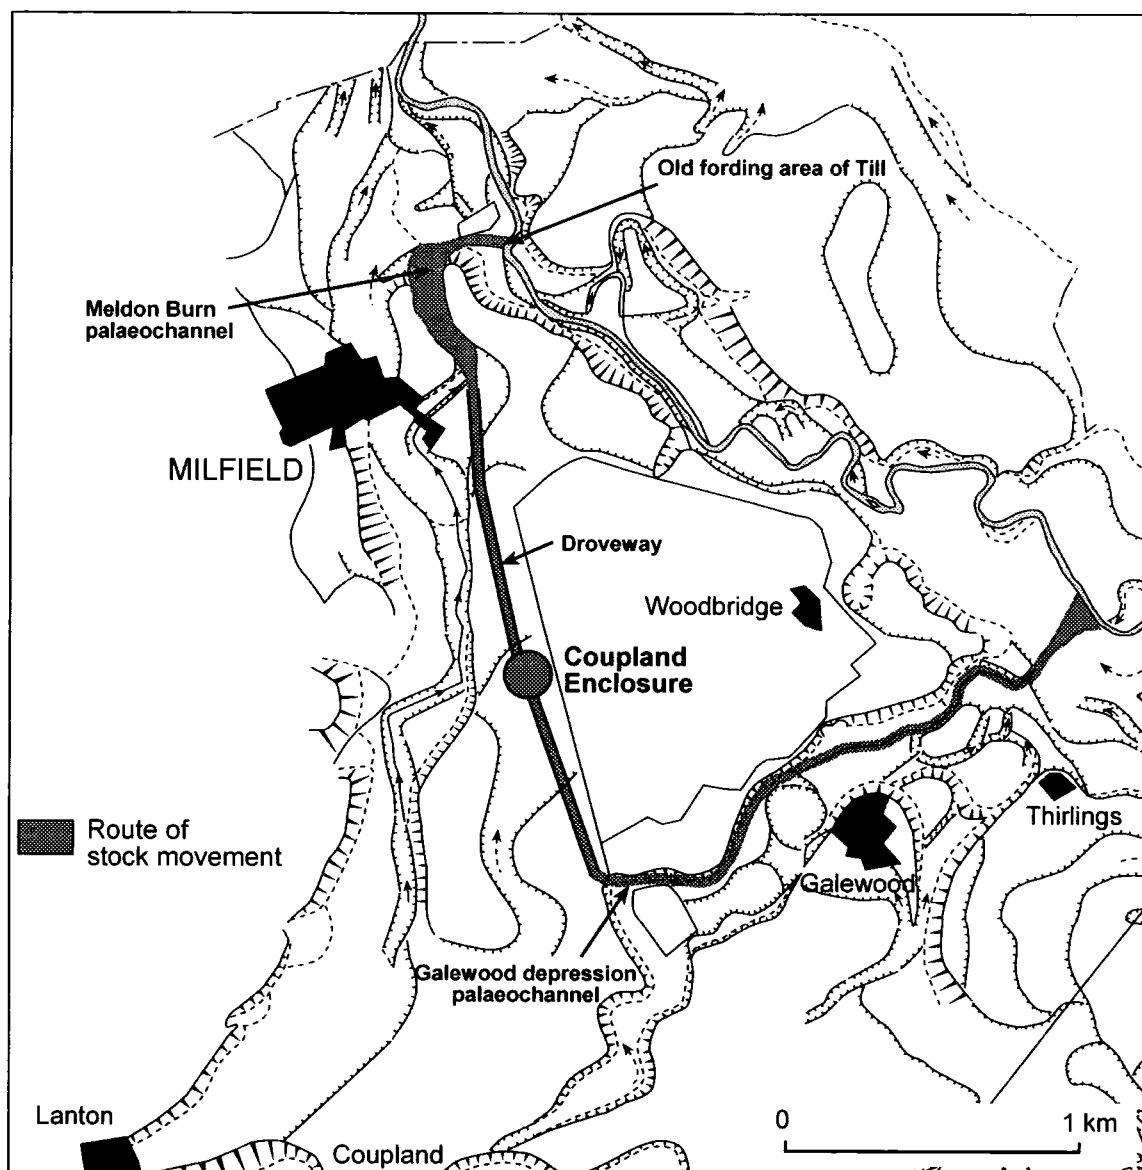 Old fording area of Till
Meldon Burn
palaeochannel
MILFIELD
Droveway
Woodbridge
Coupland
Enclosure
Route of
stock movement
Thirlings
Galewood
Galewood depression
palaeochannel
Lanton
Coupland
0
1 km